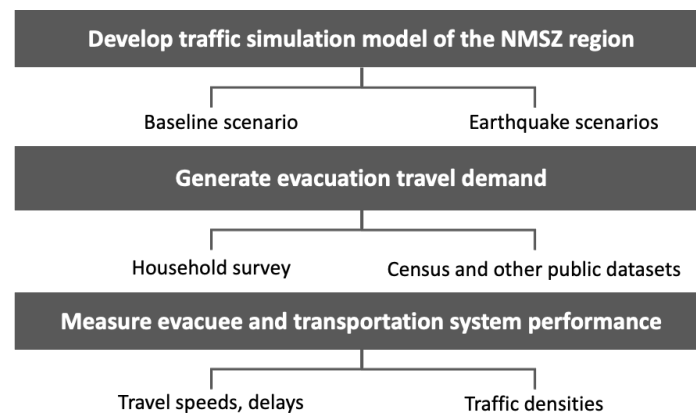 Develop traffic simulation model of the NMSZ region
Baseline scenario
Earthquake scenarios
Generate evacuation travel demand
Household survey
Census and other public datasets
Measure evacuee and transportation system performance
Travel speeds, delays
Traffic densities